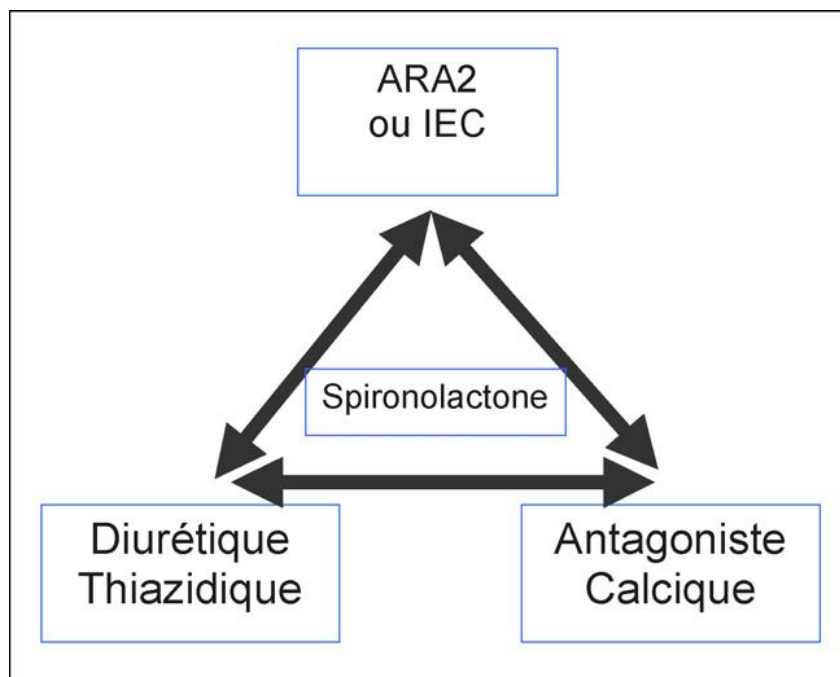 ARA2
ou IEC
Spironolactone
Diurétique
Thiazidique
Antagoniste
Calcique